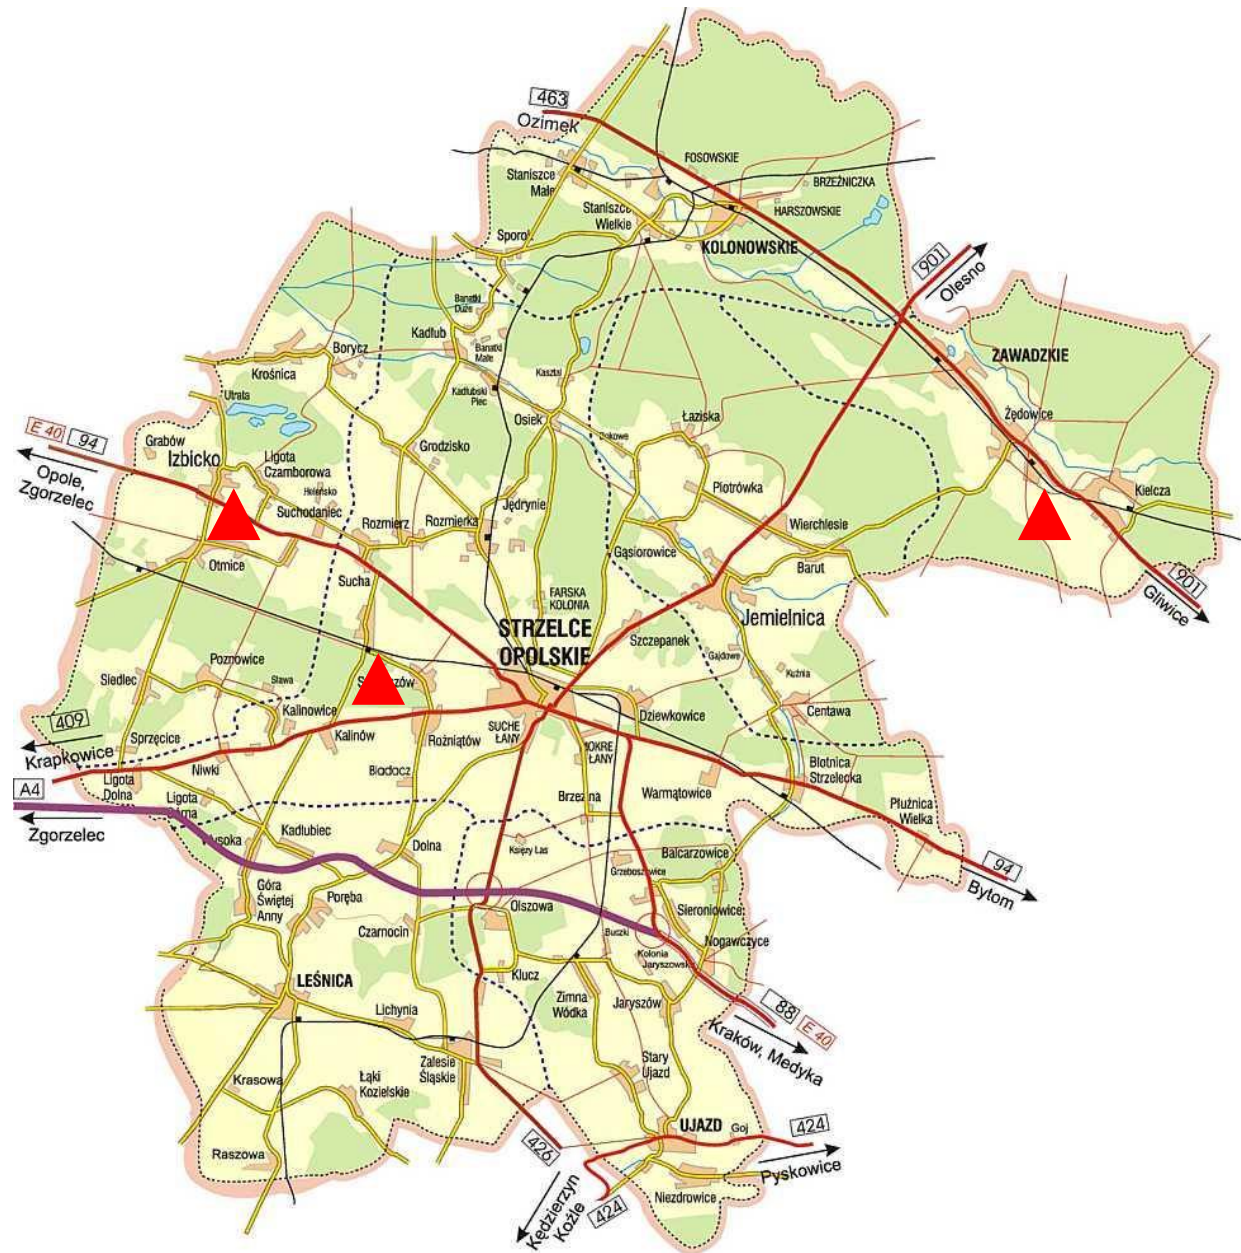 463
Ozimek
FOSOWSKIE
BRZEŹNICZKA
Staniszcze
Małe
HARSZOWSKIE
Staniszcze
Wielkie
KOLONOWSKIE
901
Olesno
Banatki
Duże
Kadłub
Banatki
Małe
ZAWADZKIE
Borycz
Krośnica
Kasztal
Utrata
Kadłubski
Piec
Łaziska
Żędowice
Osiek
E 40
94
Grabów
Izbicko
Grodzisko
Opole,
Zgorzelec
Ligota
Czamborowa
Piotrówka
Kielcza
Suchodaniec
Jędrynie
Rozmierz
Rozmierka
Wierchlesie
Gąsiorowice
Otmice
Sucha
Barut
901
Gliwice
FARSKA
KOLONIA
STRZELCE
OPOLSKIE
Szczepanek
Jemielnica
Gajdowe
Poznowice
Kuźnia
Siedlec
Sława
Kalinowice
Dziewkowice
Centawa
409
Krapkowice
Sprzęcice
Kalinów
Rożniątów
SUCHE
ŁANY
Niwki
Biadacz
Błotnica
Strzelecka
A4
Ligota
Dolna
Ligota
Brzezina
Warmątowice
Płużnica
Wielka
Zgorzelec
Kadłubiec
Dolna
Księży Las
Balcarzowice
94
Bytom
Grzeboszowice
Góra
Świętej
Anny
Poręba
Olszowa
Sieroniowice
Czarnocin
Buczki
Nogawczyce
Kolonia
LEŚNICA
Klucz
Zimna
Wódka
Jaryszów
88
E 40
Kraków, Medyka
Lichynia
Zalesie
Śląskie
Stary
Ujazd
Krasowa
Łąki
Kozielskie
UJAZD
Goj
424
Raszowa
426
Pyskowice
Kędzierzyn
Koźle
424
Niezdrowice